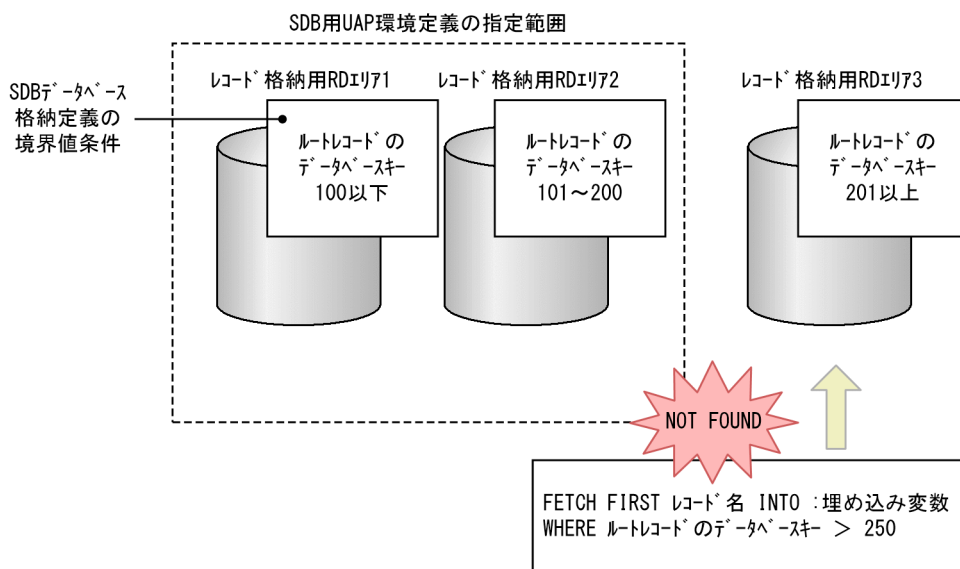 SDB用UAP環境定義の指定範囲
SDBﾃﾞｰﾀﾍﾞｰｽ
格納定義の
境界値条件
ﾚｺｰﾄﾞ格納用RDｴﾘｱ1
ﾙｰﾄﾚｺｰﾄﾞの
ﾃﾞｰﾀﾍﾞｰｽｷｰ
100以下
ﾚｺｰﾄﾞ格納用RDｴﾘｱ2
ﾙｰﾄﾚｺｰﾄﾞの
ﾃﾞｰﾀﾍﾞｰｽｷｰ
101～200
ﾚｺｰﾄﾞ格納用RDｴﾘｱ3
ﾙｰﾄﾚｺｰﾄﾞの
ﾃﾞｰﾀﾍﾞｰｽｷｰ
201以上
NOT FOUND
FETCH FIRST ﾚｺｰﾄﾞ名 INTO :埋め込み変数
WHERE ﾙｰﾄﾚｺｰﾄﾞのﾃﾞｰﾀﾍﾞｰｽｷｰ ＞ 250